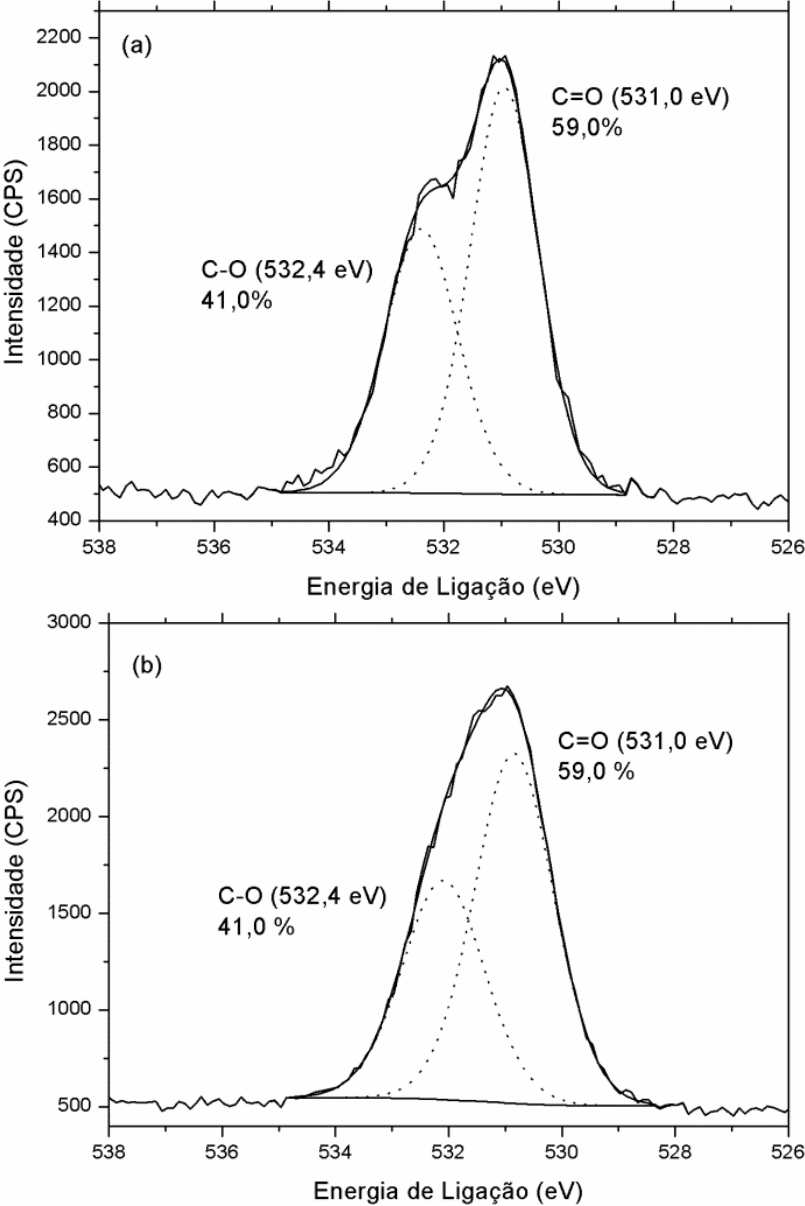 (a)
2200
2000
1800
1600
1400
1200
1000
800
600
400
Intensidade (CPS)
C=O (531,0 eV)
59,0%
C-O (532,4 eV)
41,0%
538 536 534 532 530 528 526
Energia de Ligação (eV)
(b)
3000
2500
2000
1500
1000
500
Intensidade (CPS)
C=O (531,0 eV)
59,0 %
C-O (532,4 eV)
41,0 %
538 536 534 532 530 528 526
Energia de Ligação (eV)